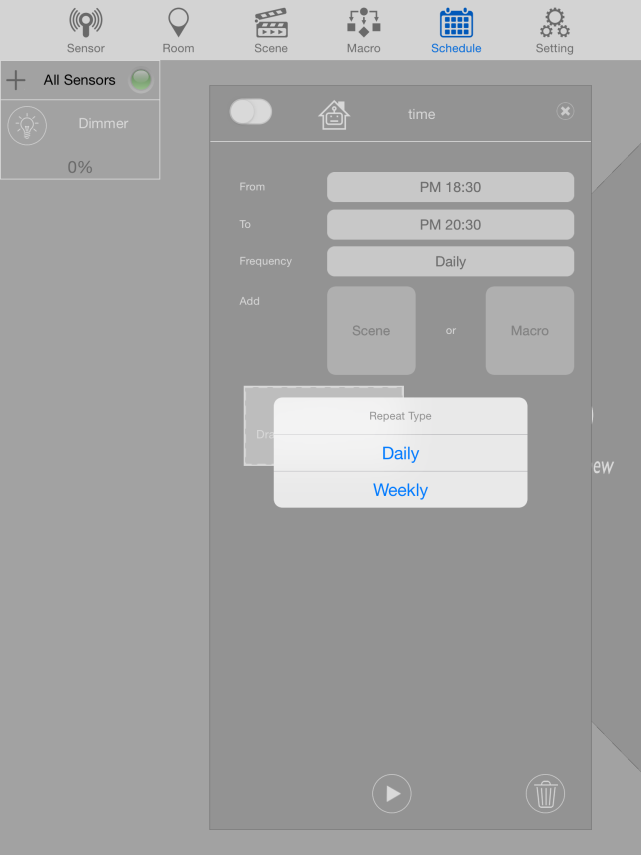 Sensor
Room
Scene
Macro
Schedule
Setting
All Sensors
Dimmer
0%
time
From
PM 18:30
To
PM 20:30
Frequency
Daily
Add
Scene
or
Macro
Repeat Type
Daily
Weekly